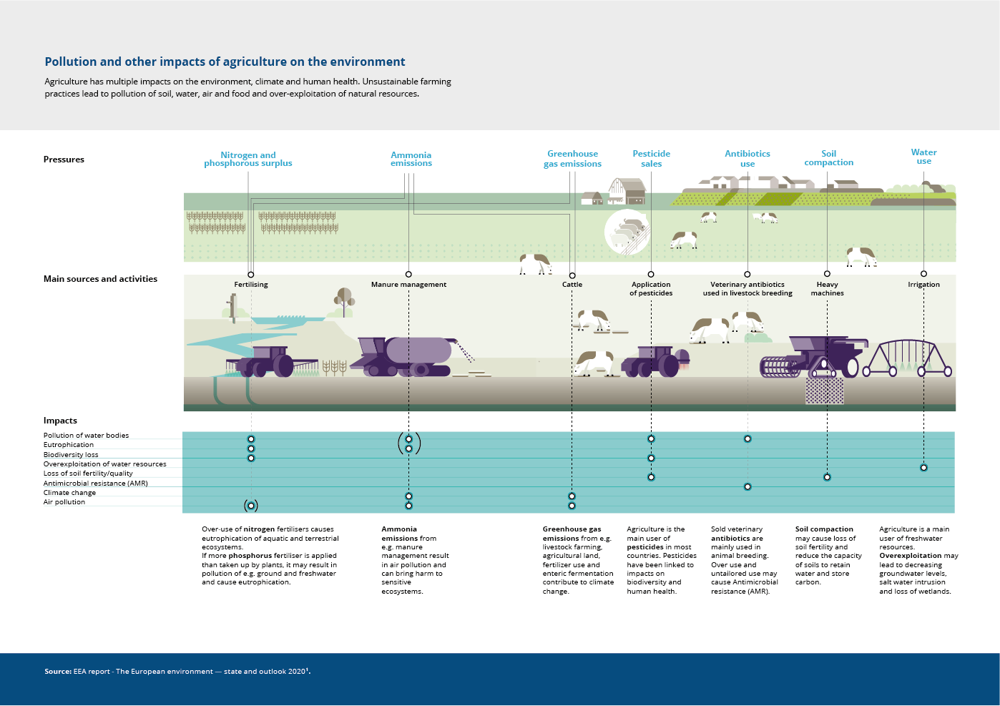 Pollution and other impacts of agriculture on the environment
Agriculture has multiple impacts on the environment, climate and human health. Unsustainable farming
practices lead to pollution of soil, water, air and food and over-exploitation of natural resources.
Pressures
Nitrogen and
phosphorous surplus
Ammonia
emissions
Greenhouse
gas emissions
Pesticide
sales
Antibiotics
use
Soil
compaction
Water
use
Main sources and activities
Fertilising
Manure management
Cattle
Application
of pesticides
Veterinary antibiotics
used in livestock breeding
Heavy
machines
Irrigation
Impacts
Pollution of water bodies
Eutrophication
Biodiversity loss
Overexploitation of water resources
Loss of soil fertility/quality
Antimicrobial resistance (AMR)
Climate change
Air pollution
Over-use of nitrogen fertilisers causes
eutrophication of aquatic and terrestrial
ecosystems.
If more phosphorus fertiliser is applied
than taken up by plants, it may result in
pollution of e.g. ground and freshwater
and cause eutrophication.
Ammonia
emissions from
e.g. manure
management result
in air pollution and
can bring harm to
sensitive
ecosystems.
Greenhouse gas
emissions from e.g.
livestock farming,
agricultural land,
fertilizer use and
enteric fermentation
contribute to climate
change.
Agriculture is the
main user of
pesticides in most
countries. Pesticides
have been linked to
impacts on
biodiversity and
human health.
Sold veterinary
antibiotics are
mainly used in
animal breeding.
Over use and
untailored use may
cause Antimicrobial
resistance (AMR).
Soil compaction
may cause loss of
soil fertility and
reduce the capacity
of soils to retain
water and store
carbon.
Agriculture is a main
user of freshwater
resources.
Overexploitation may
lead to decreasing
groundwater levels,
salt water intrusion
and loss of wetlands.
Source: EEA report - The European environment — state and outlook 2020¹.